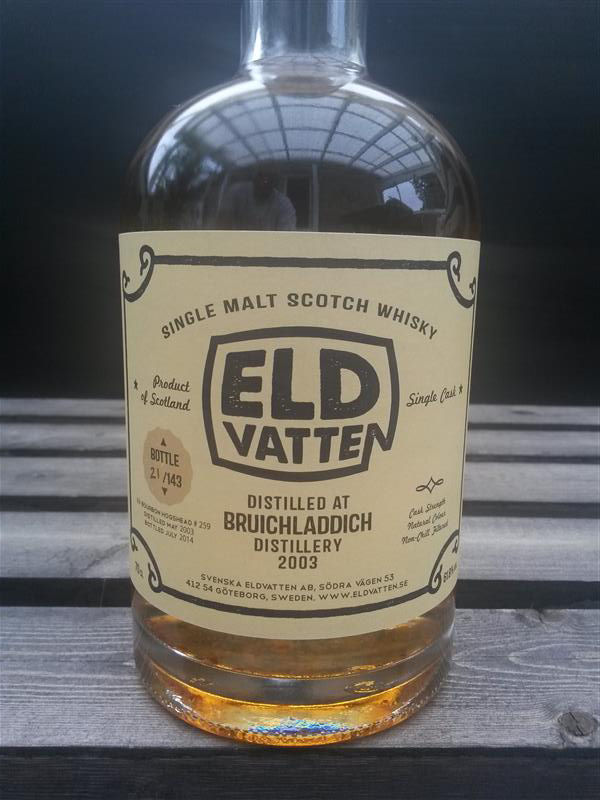 SINGLE MALT SCOTCH WHISKY
ELD
VATTEN
Product
of Scotland
Single Cask
BOTTLE
21/143
BOURBON HOGSHEAD # 259
DISTILLED MAY 2003
BOTTLED JULY 2014
DISTILLED AT
BRUICHLADDICH
DISTILLERY
2003
Cask Strength
Natural Colour
Non-Chill Filtered
SVENSKA ELDVATTEN AB, SÖDRA VÄGEN 53
412 54 GÖTEBORG, SWEDEN. WWW.ELDVATTEN.SE